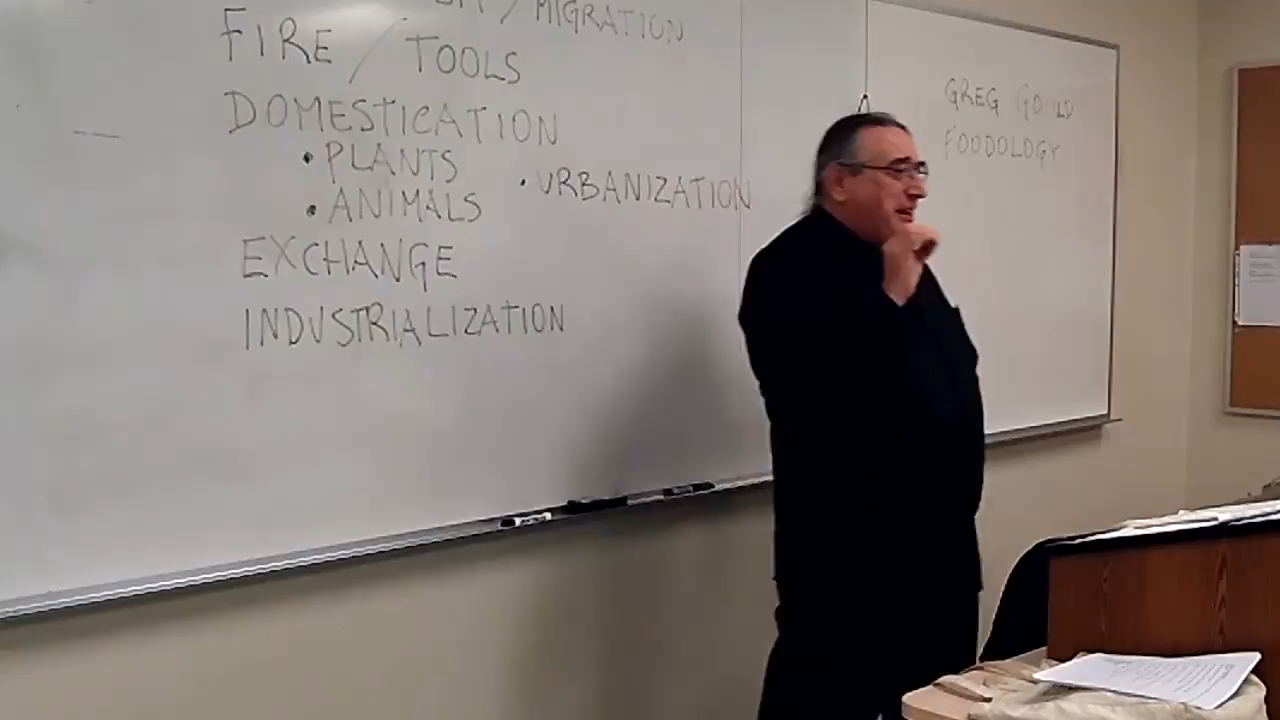 / MIGRATION
FIRE / TOOLS
DOMESTICATION
• PLANTS
• ANIMALS
• URBANIZATION
EXCHANGE
INDUSTRIALIZATION
GREG GOULD
FOODOLOGY